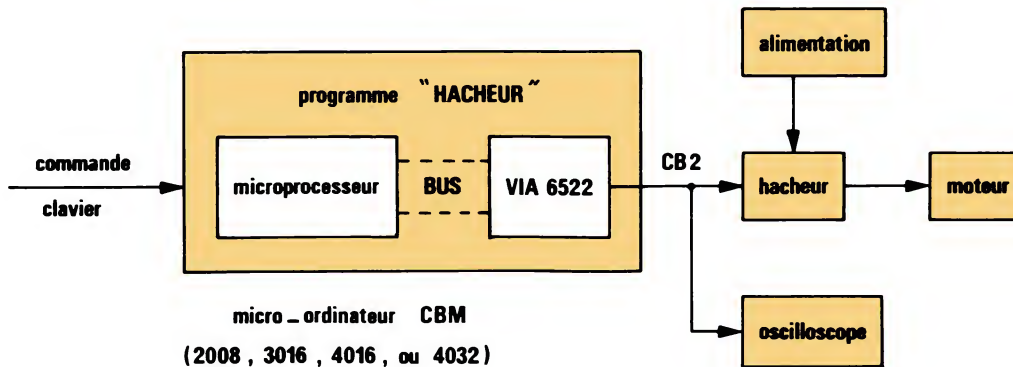 alimentation
programme "HACHEUR"
commande
clavier
microprocesseur
BUS
VIA 6522
CB2
hacheur
moteur
micro_ordinateur CBM
(2008, 3016, 4016, ou 4032)
oscilloscope